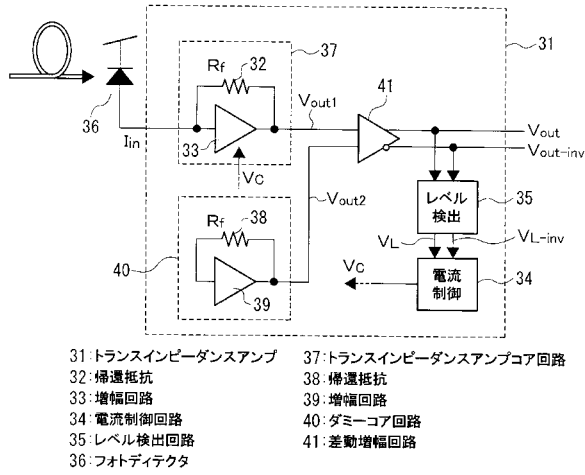 37
31
Rf
32
41
36
33
Vout1
Vout
Iin
Vout-inv
VC
Rf
38
Vout2
レベル
検出
35
VL
VL-inv
40
39
VC
電流
制御
34
31:トランスインピーダンスアンプ
32:帰還抵抗
33:増幅回路
34:電流制御回路
35:レベル検出回路
36:フォトディテクタ
37:トランスインピーダンスアンプコア回路
38:帰還抵抗
39:増幅回路
40:ダミーコア回路
41:差動増幅回路